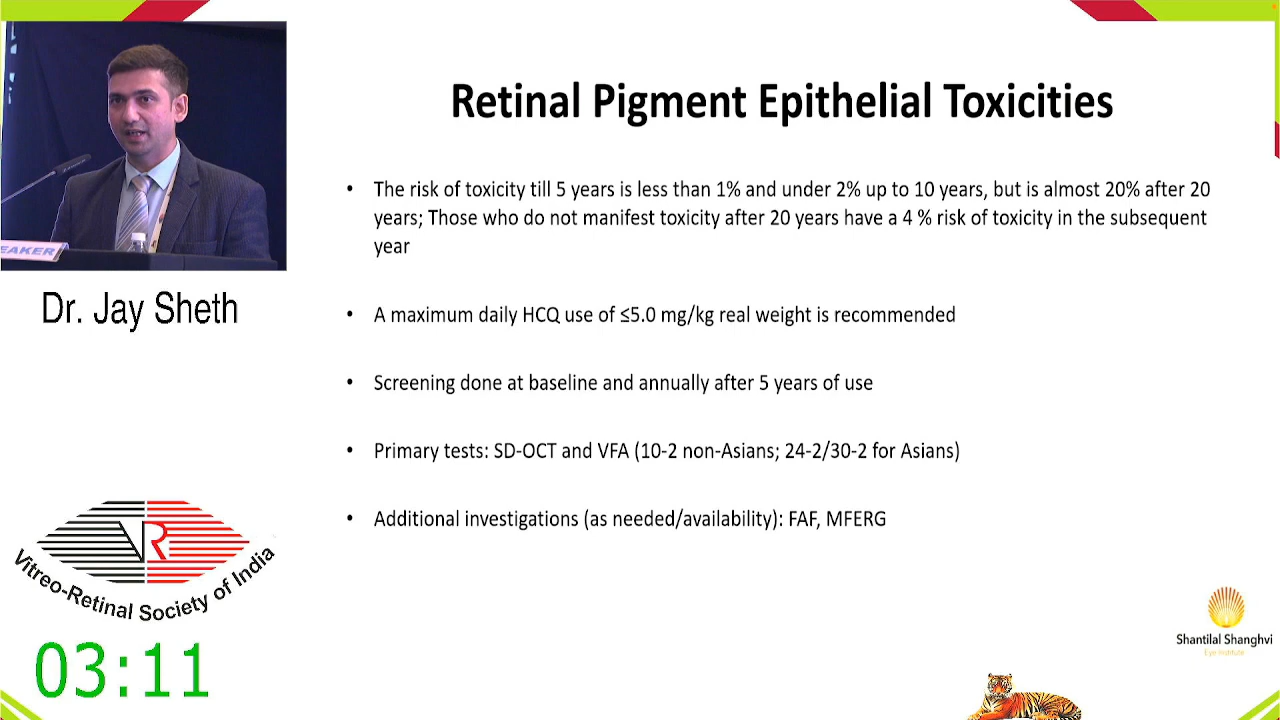 Retinal Pigment Epithelial Toxicities
• The risk of toxicity till 5 years is less than 1% and under 2% up to 10 years, but is almost 20% after 20
years; Those who do not manifest toxicity after 20 years have a 4 % risk of toxicity in the subsequent
year
• A maximum daily HCQ use of ≤5.0 mg/kg real weight is recommended
• Screening done at baseline and annually after 5 years of use
• Primary tests: SD-OCT and VFA (10-2 non-Asians; 24-2/30-2 for Asians)
• Additional investigations (as needed/availability): FAF, MFERG
EAKER
Dr. Jay Sheth
VR
Vitreo-Retinal Society of India
03:11
Shantilal Shanghvi
Eye Institute